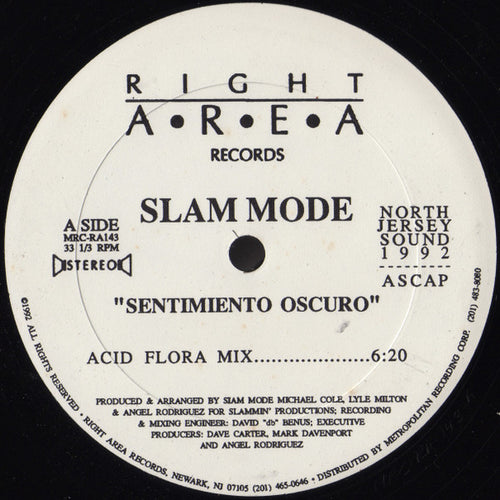 RIGHT
A•R•E•A
RECORDS
SLAM MODE
A SIDE
MRC-RA143
33 1/3 RPM
STEREO
NORTH
JERSEY
SOUND
1992
ASCAP
"SENTIMIENTO OSCURO"
ACID FLORA MIX....................6:20
PRODUCED & ARRANGED BY SlAM MODE MICHAEL COLE, LYLE MILTON
& ANGEL RODRIGUEZ FOR SLAMMIN' PRODUCTIONS; RECORDING
& MIXING ENGINEER: DAVID "db" BENUS; EXECUTIVE
PRODUCERS: DAVE CARTER, MARK DAVENPORT
AND ANGEL RODRIGUEZ
©1992 ALL RIGHTS RESERVED • RIGHT AREA RECORDS, NEWARK, NJ 07105 (201) 465-0646 • DISTRIBUTED BY METROPOLITAN RECORDING CORP. (201) 483-8080